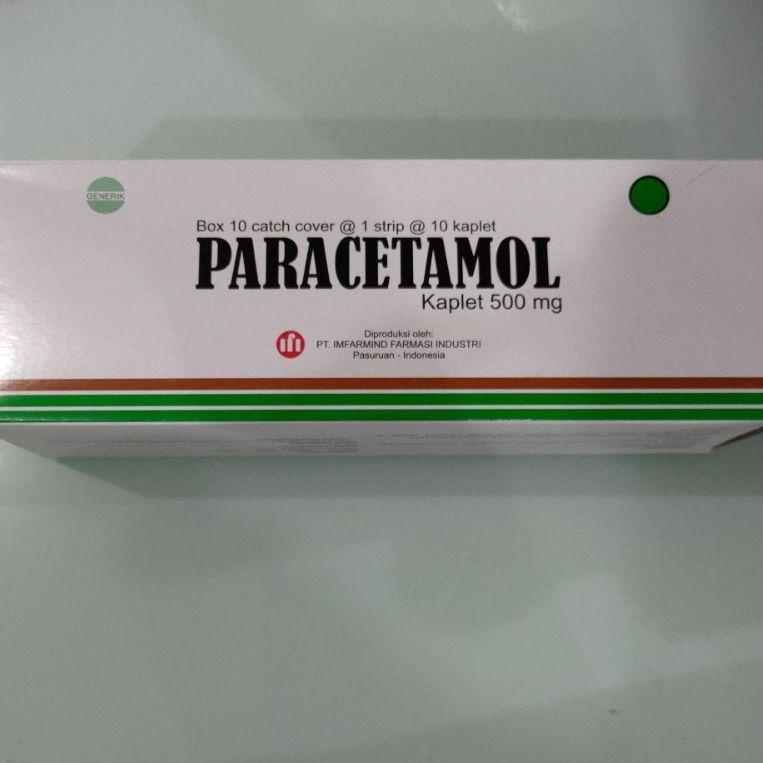 GENERIK
Box 10 catch cover @ 1 strip @ 10 kaplet
PARACETAMOL
Kaplet 500 mg
ifi
Diproduksi oleh:
PT. IMFARMIND FARMASI INDUSTRI
Pasuruan - Indonesia